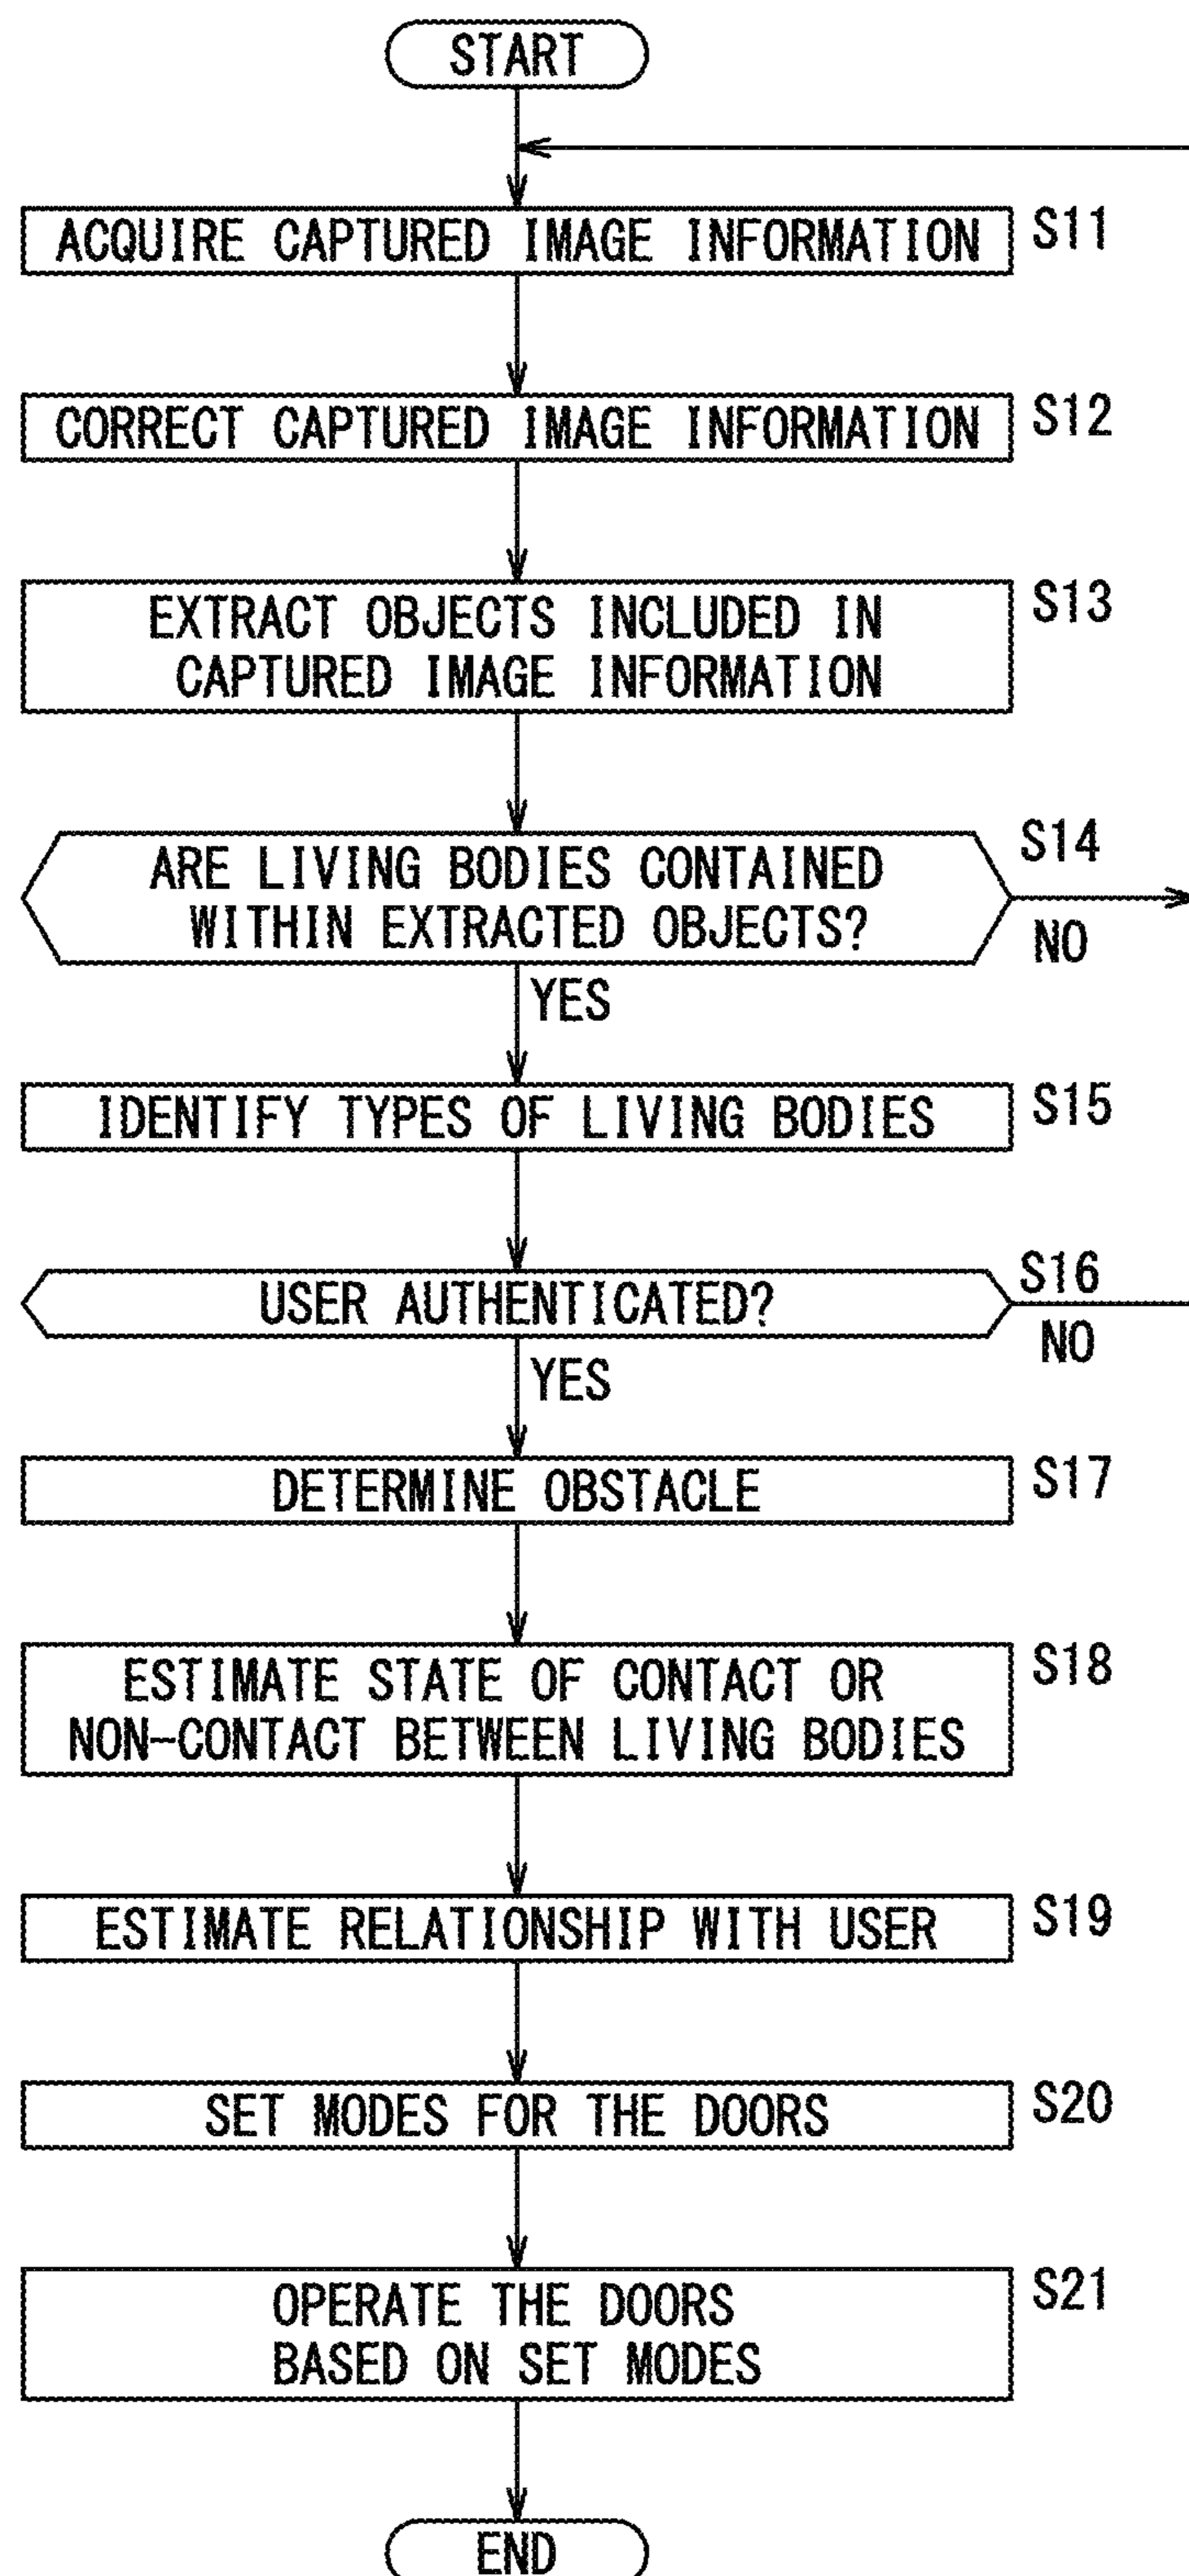 START
ACQUIRE CAPTURED IMAGE INFORMATION S11
CORRECT CAPTURED IMAGE INFORMATION S12
EXTRACT OBJECTS INCLUDED IN S13
CAPTURED IMAGE INFORMATION
ARE LIVING BODIES CONTAINED S14
WITHIN EXTRACTED OBJECTS? NO
YES
IDENTIFY TYPES OF LIVING BODIES S15
USER AUTHENTICATED? S16
NO
YES
DETERMINE OBSTACLE S17
ESTIMATE STATE OF CONTACT OR S18
NON-CONTACT BETWEEN LIVING BODIES
ESTIMATE RELATIONSHIP WITH USER S19
SET MODES FOR THE DOORS S20
OPERATE THE DOORS S21
BASED ON SET MODES
END